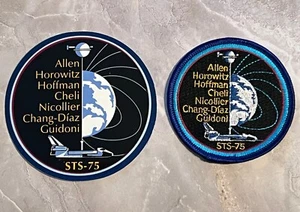 Allen
Horowitz
Hoffman
Cheli
Nicollier
Chang-Díaz
Guidoni
STS-75
Allen
Horowitz
Hoffman
Cheli
Nicollier
Chang-Díaz
Guidoni
STS-75